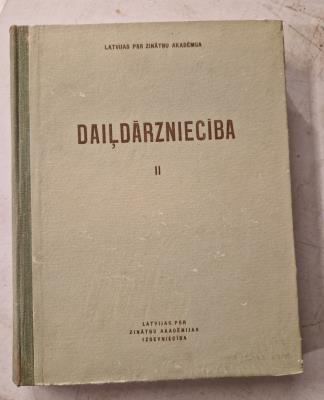 LATVIJAS PSR ZINĀTŅU AKADĒMIJA
DAIĻDĀRZNIECĪBA
II
LATVIJAS PSR
ZINĀTŅU AKADĒMIJAS
IZDEVNIECĪBA